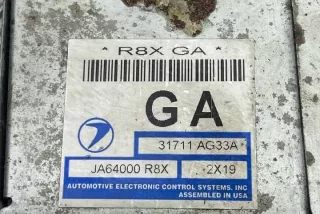 * R8X GA *
GA
31711 AG33A
JA64000 R8X 2X19
AUTOMOTIVE ELECTRONIC CONTROL SYSTEMS, INC
ASSEMBLED IN USA